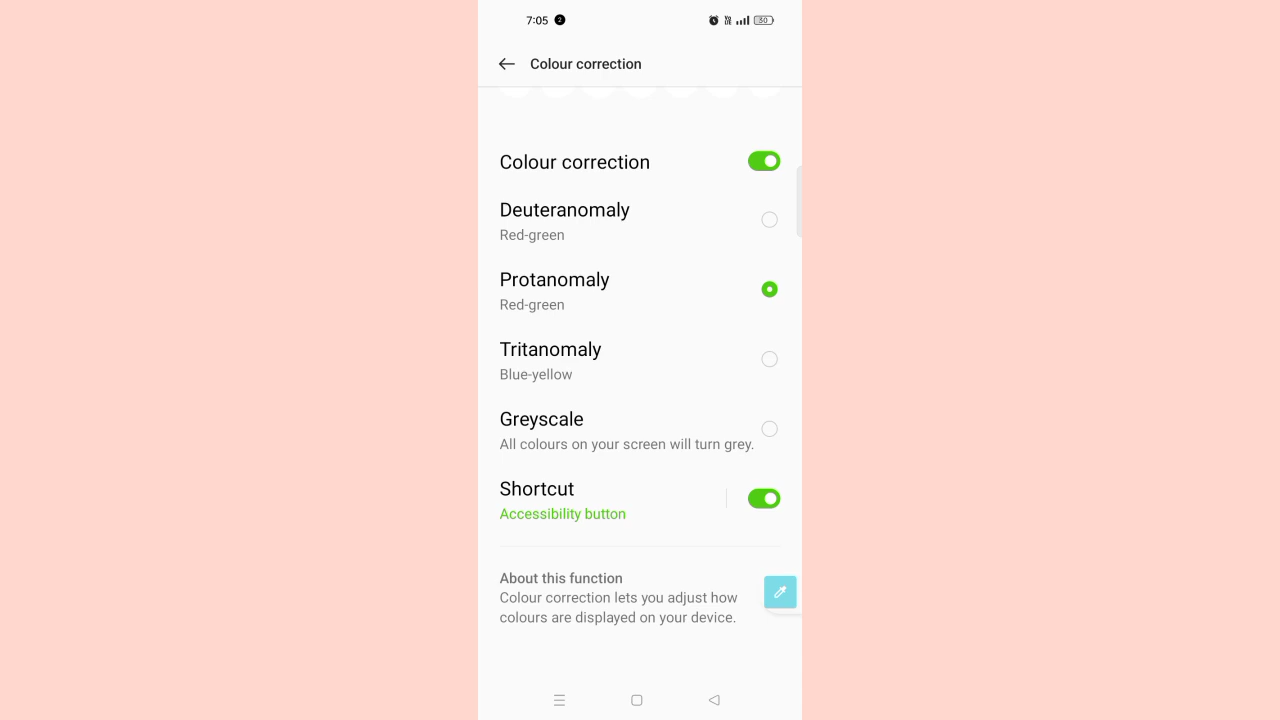 7:05 2 30
Colour correction
Colour correction
Deuteranomaly
Red-green
Protanomaly
Red-green
Tritanomaly
Blue-yellow
Greyscale
All colours on your screen will turn grey.
Shortcut
Accessibility button
About this function
Colour correction lets you adjust how
colours are displayed on your device.